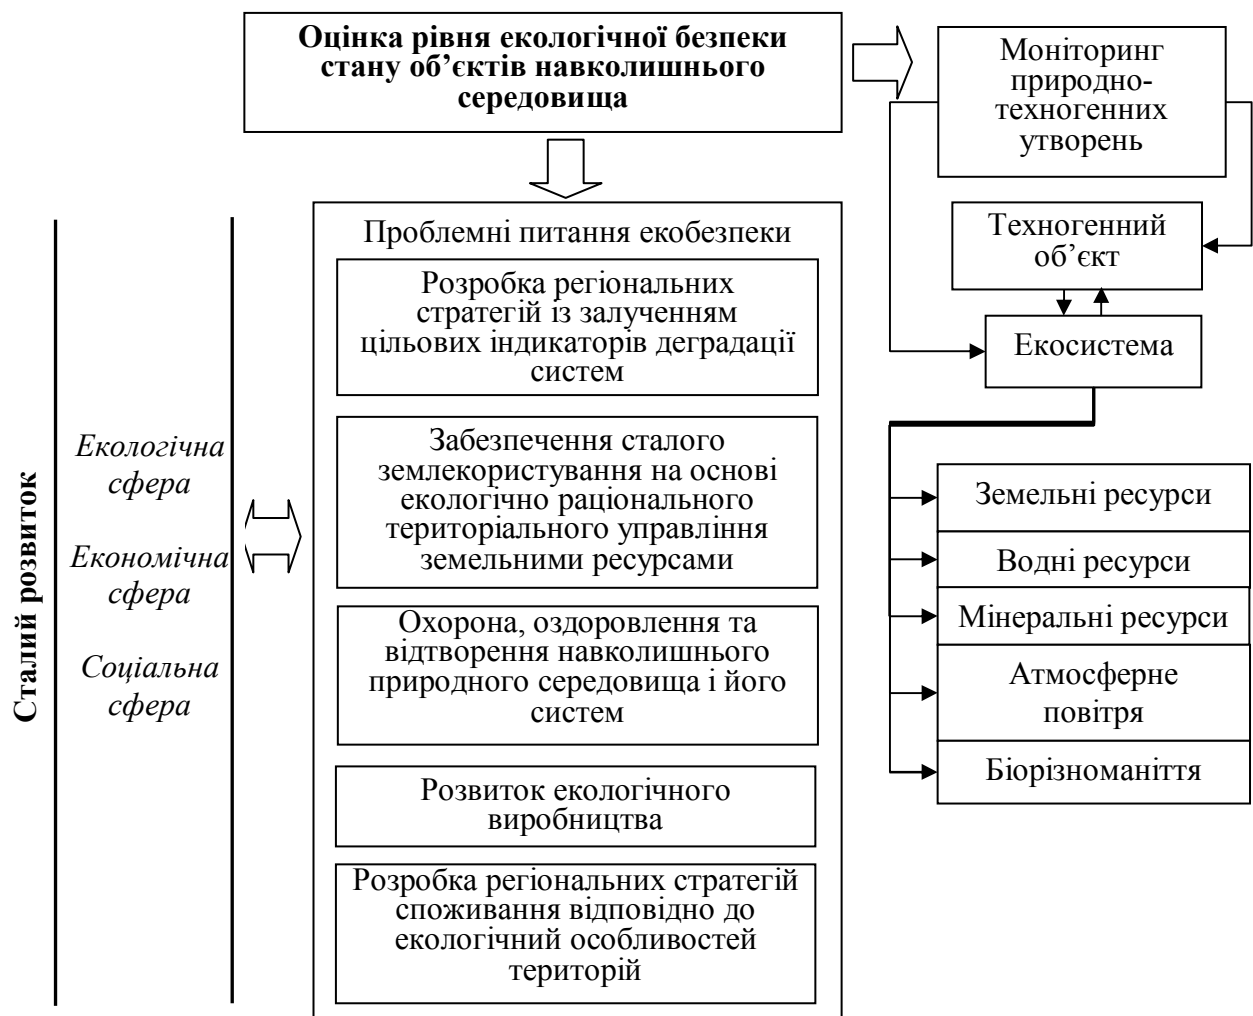 Оцінка рівня екологічної безпеки
стану об’єктів навколишнього
середовища
Моніторинг
природно-
техногенних
утворень
Техногенний
об’єкт
Екосистема
Земельні ресурси
Водні ресурси
Мінеральні ресурси
Атмосферне
повітря
Біорізноманіття
Проблемні питання екобезпеки
Розробка регіональних
стратегій із залученням
цільових індикаторів деградації
систем
Забезпечення сталого
землекористування на основі
екологічно раціонального
територіального управління
земельними ресурсами
Охорона, оздоровлення та
відтворення навколишнього
природного середовища і його
систем
Розвиток екологічного
виробництва
Розробка регіональних стратегій
споживання відповідно до
екологічний особливостей
територій
Сталий розвиток
Екологічна
сфера
Економічна
сфера
Соціальна
сфера